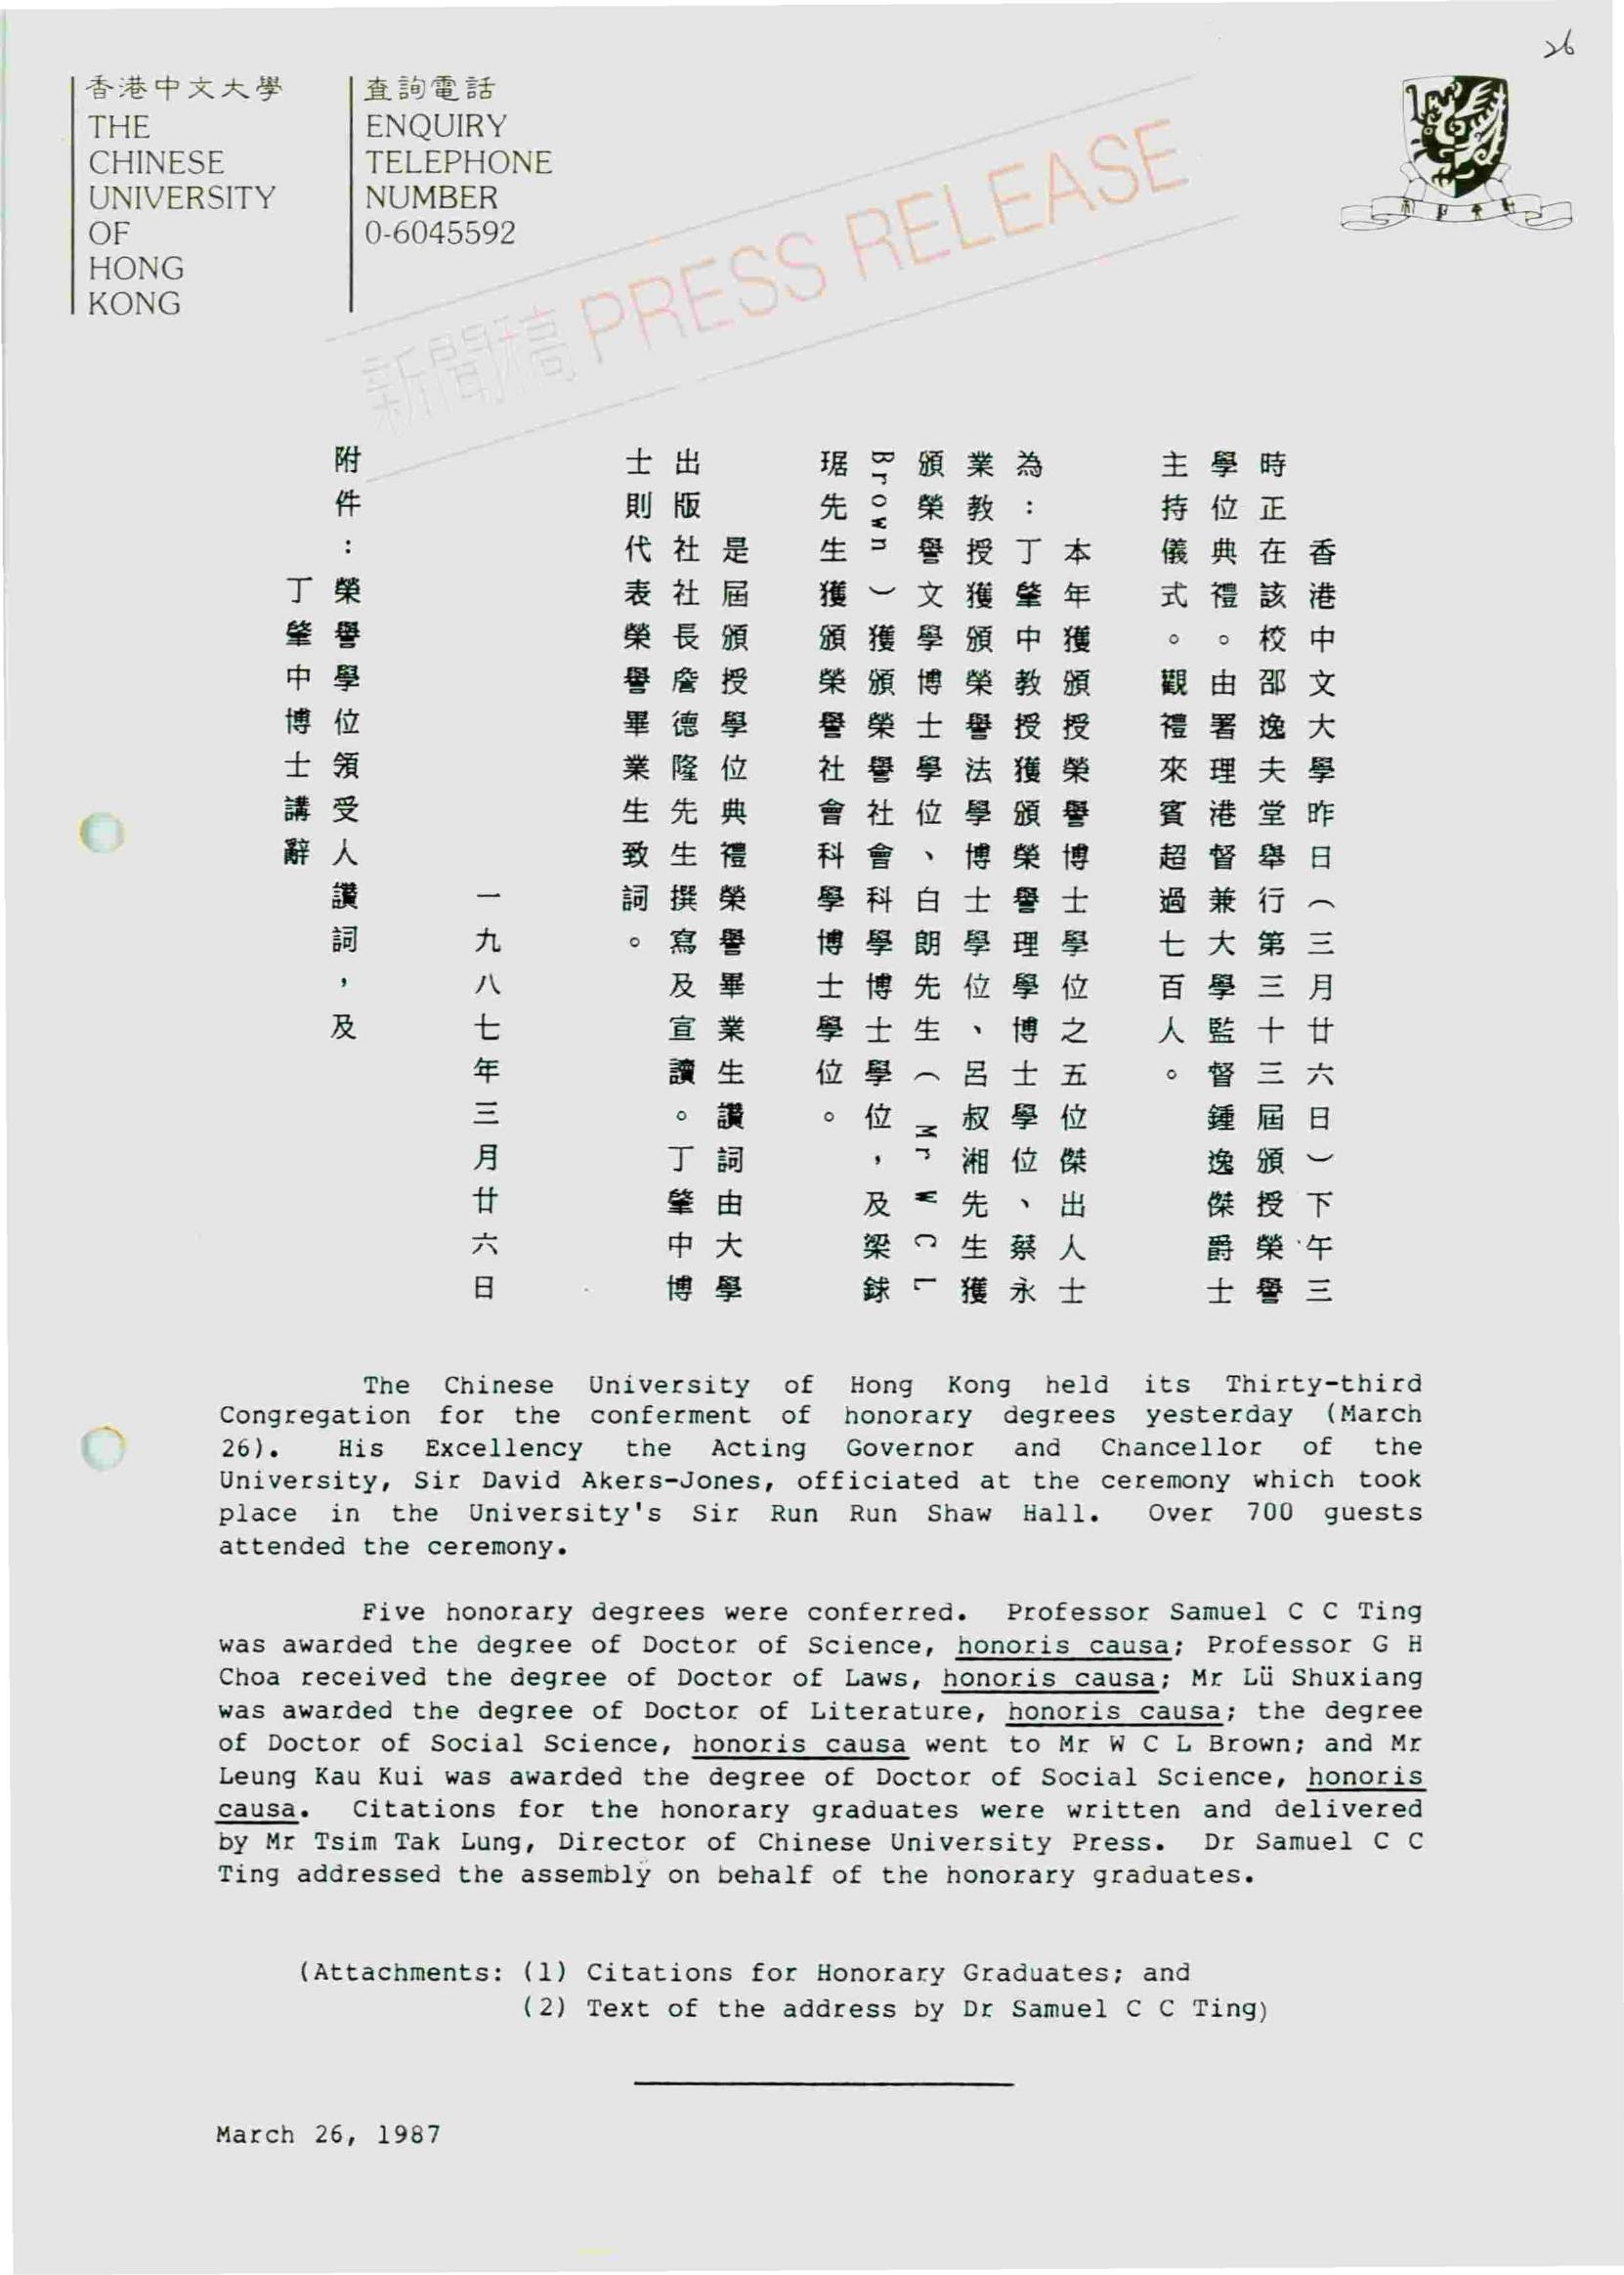 26
香港中文大學
THE
CHINESE
UNIVERSITY
OF
HONG
KONG
查詢電話
ENQUIRY
TELEPHONE
NUMBER
0-6045592
新聞稿 PRESS RELEASE
香港中文大學昨日（三月廿六日）下午三
時正在該校邵逸夫堂舉行第三十三屆頒授榮譽
學位典禮。由署理港督兼大學監督鍾逸傑爵士
主持儀式。觀禮來賓超過七百人。
本年獲頒授榮譽博士學位之五位傑出人士
為：丁肇中教授獲頒榮譽理學博士學位、蔡永
業教授獲頒榮譽法學博士學位、呂叔湘先生獲
頒榮譽文學博士學位、白朗先生（Mr W C L
Brown）獲頒榮譽社會科學博士學位，及梁銶
琚先生獲頒榮譽社會科學博士學位。
是屆頒授學位典禮榮譽畢業生讚詞由大學
出版社社長詹德隆先生撰寫及宣讀。丁肇中博
士則代表榮譽畢業生致詞。
一九八七年三月廿六日
附件：榮譽學位領受人讚詞，及
丁肇中博士講辭
The Chinese University of Hong Kong held its Thirty-third
Congregation for the conferment of honorary degrees yesterday (March
26). His Excellency the Acting Governor and Chancellor of the
University, Sir David Akers-Jones, officiated at the ceremony which took
place in the University's Sir Run Run Shaw Hall. Over 700 guests
attended the ceremony.
Five honorary degrees were conferred. Professor Samuel C C Ting
was awarded the degree of Doctor of Science, honoris causa; Professor G H
Choa received the degree of Doctor of Laws, honoris causa; Mr Lü Shuxiang
was awarded the degree of Doctor of Literature, honoris causa; the degree
of Doctor of Social Science, honoris causa went to Mr W C L Brown; and Mr
Leung Kau Kui was awarded the degree of Doctor of Social Science, honoris
causa. Citations for the honorary graduates were written and delivered
by Mr Tsim Tak Lung, Director of Chinese University Press. Dr Samuel C C
Ting addressed the assembly on behalf of the honorary graduates.
(Attachments: (1) Citations for Honorary Graduates; and
(2) Text of the address by Dr Samuel C C Ting)
March 26, 1987